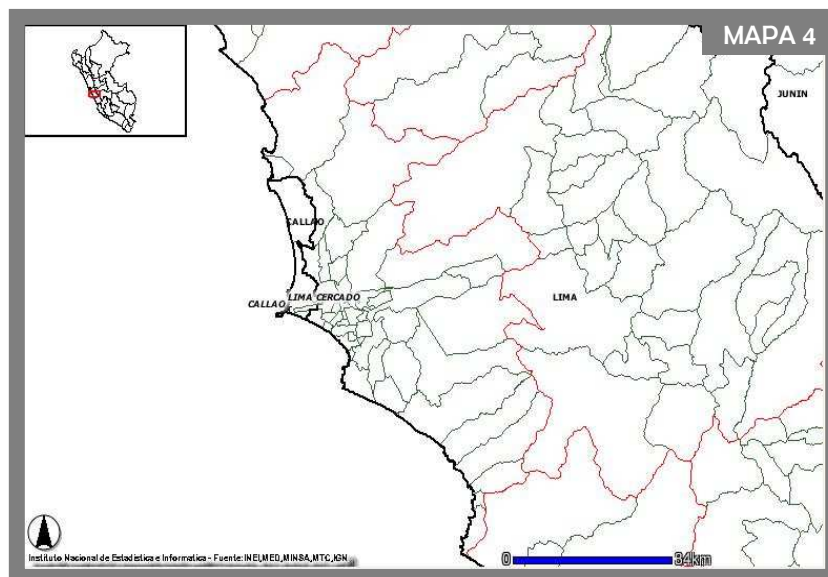 MAPA 4
JUNIN
CALLAO
LIMA CERCADO
CALLAO
LIMA
Instituto Nacional de Estadística e Informatica - Fuente: INEI,MED,MINSA,MTC,IGN
0 34km